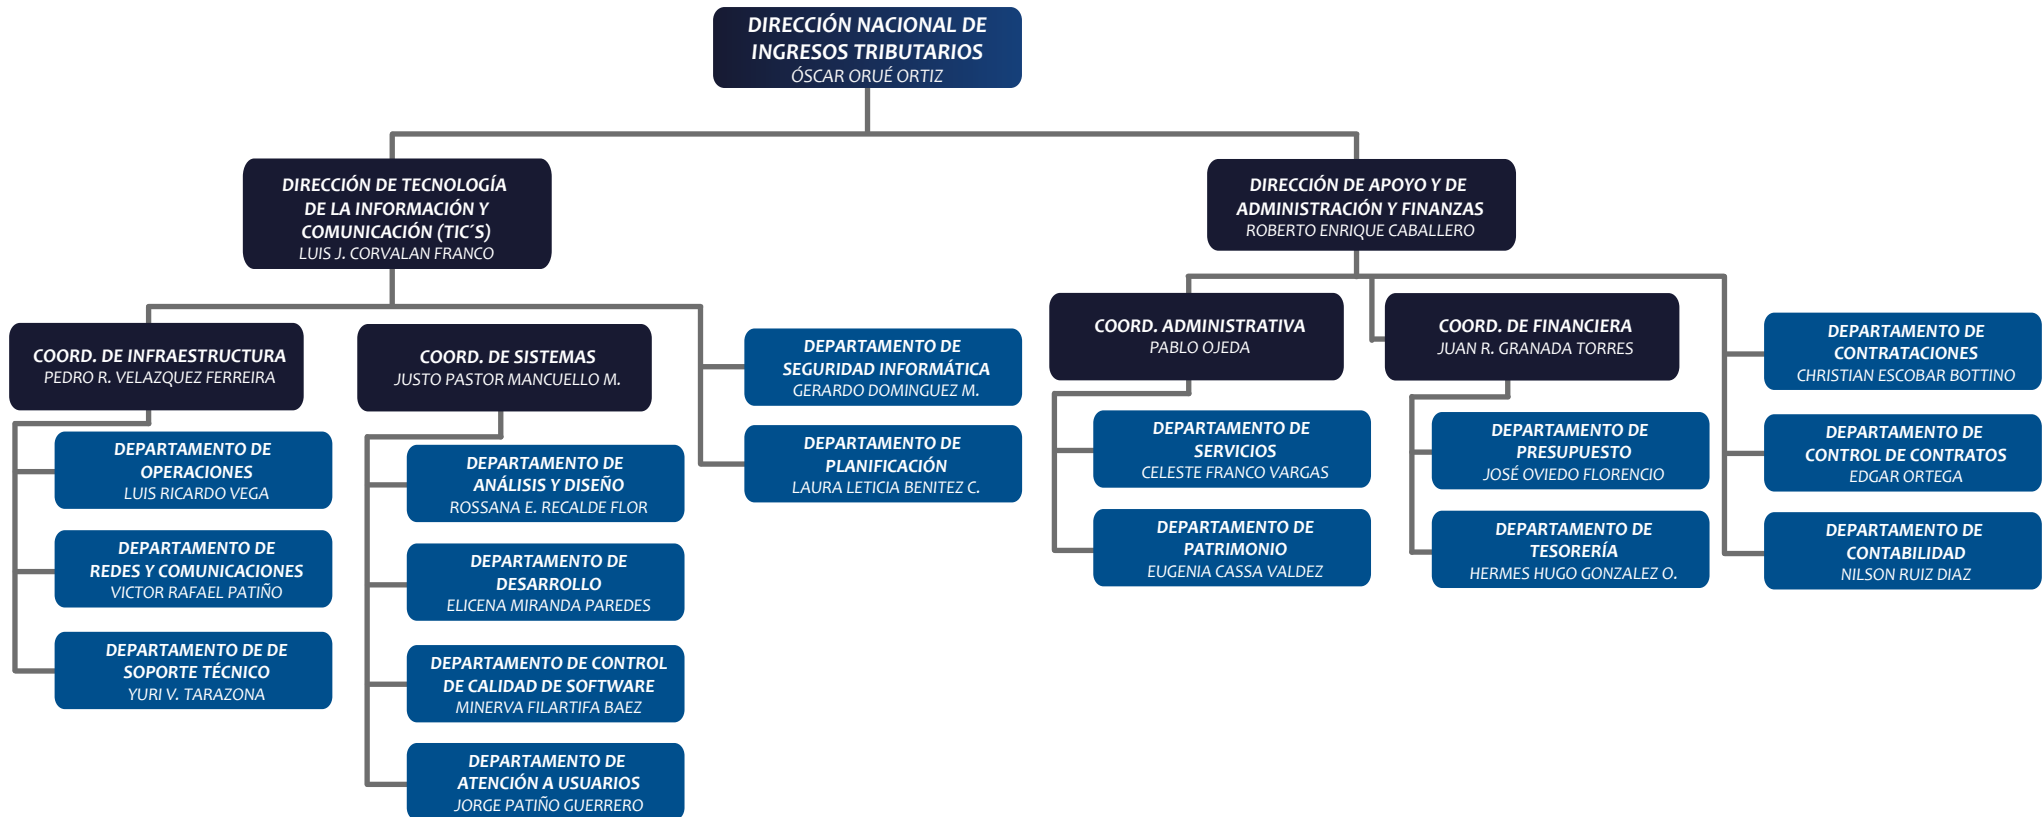 DIRECCIÓN NACIONAL DE
INGRESOS TRIBUTARIOS
ÓSCAR ORUÉ ORTIZ
DIRECCIÓN DE TECNOLOGÍA
DE LA INFORMACIÓN Y
COMUNICACIÓN (TIC´S)
LUIS J. CORVALAN FRANCO
COORD. DE INFRAESTRUCTURA
PEDRO R. VELAZQUEZ FERREIRA
DEPARTAMENTO DE
OPERACIONES
LUIS RICARDO VEGA
DEPARTAMENTO DE
REDES Y COMUNICACIONES
VICTOR RAFAEL PATIÑO
DEPARTAMENTO DE DE
SOPORTE TÉCNICO
YURI V. TARAZONA
COORD. DE SISTEMAS
JUSTO PASTOR MANCUELLO M.
DEPARTAMENTO DE
ANÁLISIS Y DISEÑO
ROSSANA E. RECALDE FLOR
DEPARTAMENTO DE
DESARROLLO
ELICENA MIRANDA PAREDES
DEPARTAMENTO DE CONTROL
DE CALIDAD DE SOFTWARE
MINERVA FILARTIFA BAEZ
DEPARTAMENTO DE
ATENCIÓN A USUARIOS
JORGE PATIÑO GUERRERO
DEPARTAMENTO DE
SEGURIDAD INFORMÁTICA
GERARDO DOMINGUEZ M.
DEPARTAMENTO DE
PLANIFICACIÓN
LAURA LETICIA BENITEZ C.
DIRECCIÓN DE APOYO Y DE
ADMINISTRACIÓN Y FINANZAS
ROBERTO ENRIQUE CABALLERO
COORD. ADMINISTRATIVA
PABLO OJEDA
DEPARTAMENTO DE
SERVICIOS
CELESTE FRANCO VARGAS
DEPARTAMENTO DE
PATRIMONIO
EUGENIA CASSA VALDEZ
COORD. DE FINANCIERA
JUAN R. GRANADA TORRES
DEPARTAMENTO DE
PRESUPUESTO
JOSÉ OVIEDO FLORENCIO
DEPARTAMENTO DE
TESORERÍA
HERMES HUGO GONZALEZ O.
DEPARTAMENTO DE
CONTRATACIONES
CHRISTIAN ESCOBAR BOTTINO
DEPARTAMENTO DE
CONTROL DE CONTRATOS
EDGAR ORTEGA
DEPARTAMENTO DE
CONTABILIDAD
NILSON RUIZ DIAZ